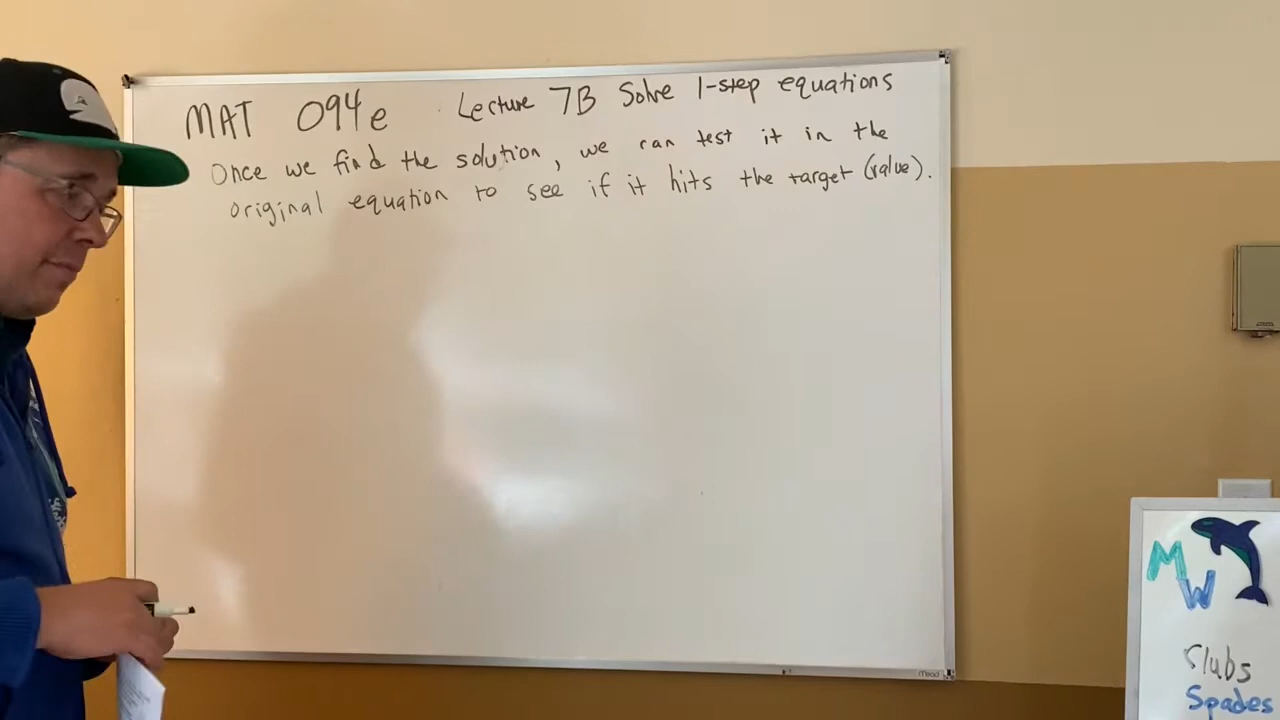 MAT 094e Lecture 7B Solve 1-step equations
Once we find the solution, we can test it in the
original equation to see if it hits the target (value).
Mead
M
W
Clubs
Spades